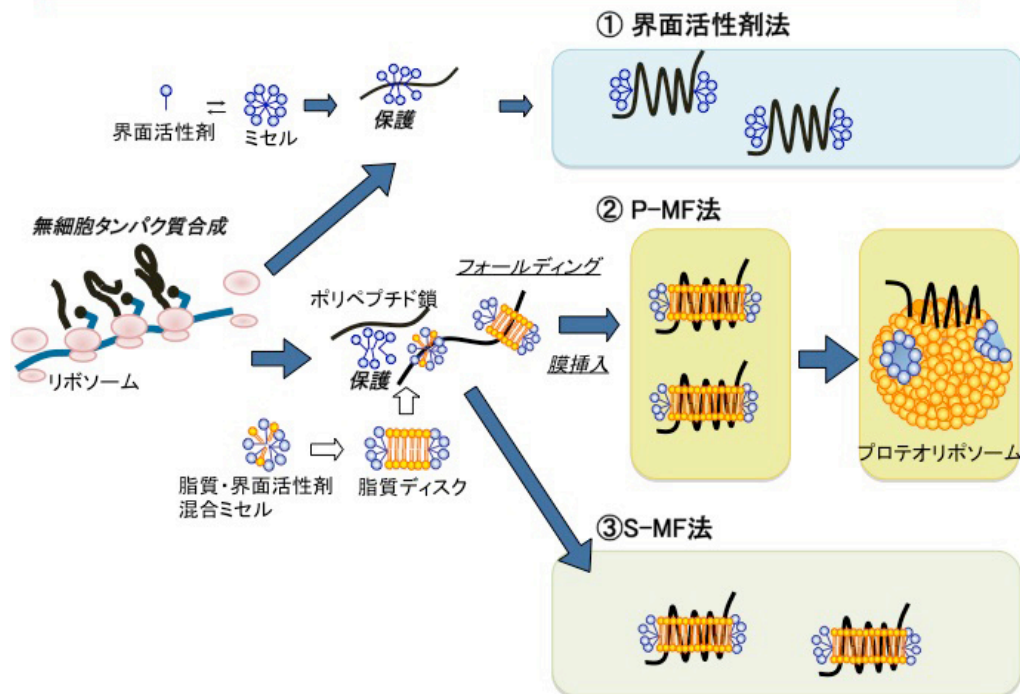 ① 界面活性剤法
界面活性剤
ミセル
保護
無細胞タンパク質合成
リボソーム
② P-MF法
フォールディング
ポリペプチド鎖
保護
膜挿入
プロテオリポソーム
脂質・界面活性剤
混合ミセル
脂質ディスク
③S-MF法